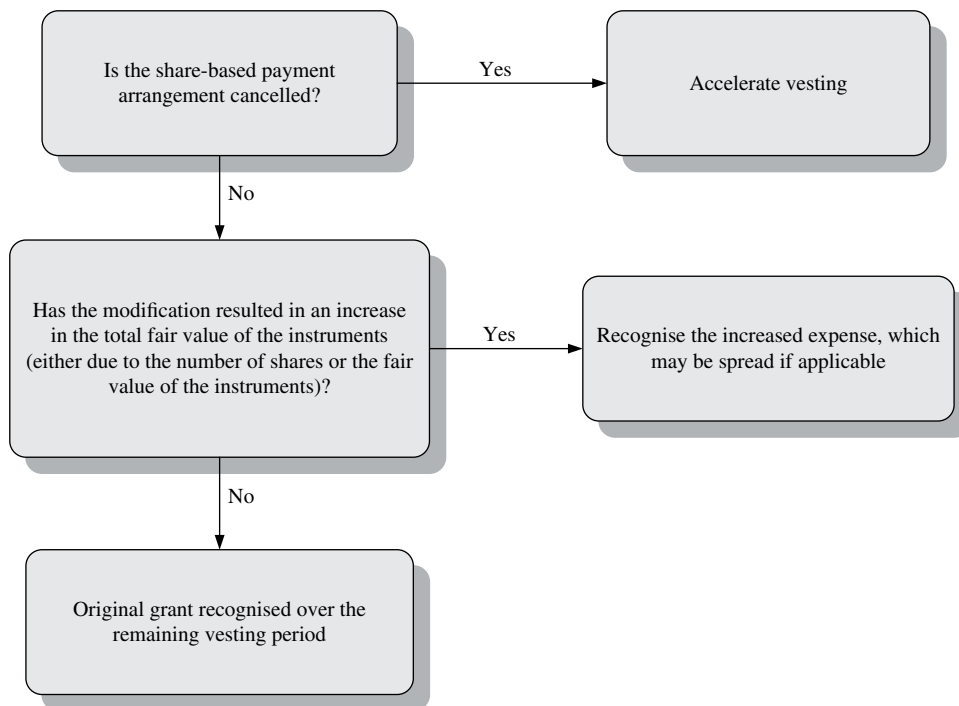 Is the share-based payment
arrangement cancelled?
Yes
Accelerate vesting
No
Has the modification resulted in an increase
in the total fair value of the instruments
(either due to the number of shares or the fair
value of the instruments)?
Yes
Recognise the increased expense, which
may be spread if applicable
No
Original grant recognised over the
remaining vesting period